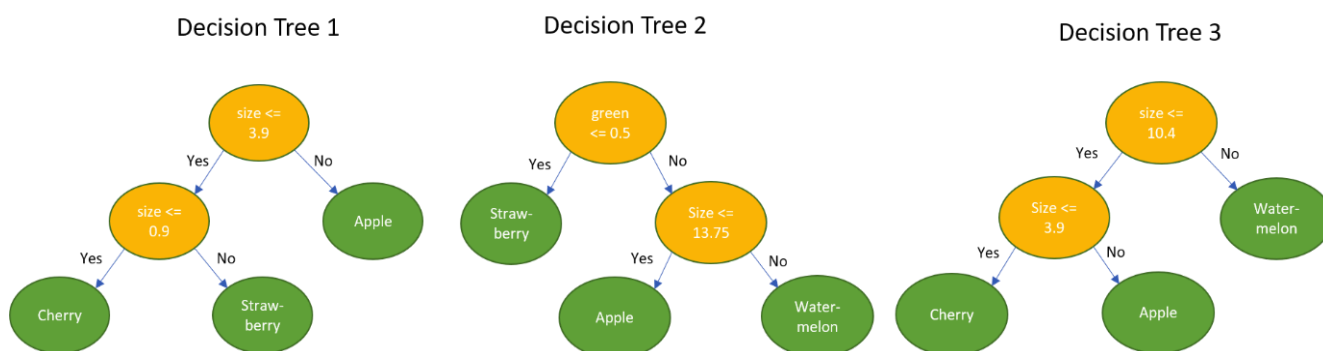 Decision Tree 1
size <=
3.9
Yes
No
size <=
0.9
Apple
Yes
No
Cherry
Straw-
berry
Decision Tree 2
green
<= 0.5
Yes
No
Straw-
berry
Size <=
13.75
Yes
No
Apple
Water-
melon
Decision Tree 3
size <=
10.4
Yes
No
Size <=
3.9
Water-
melon
Yes
No
Cherry
Apple